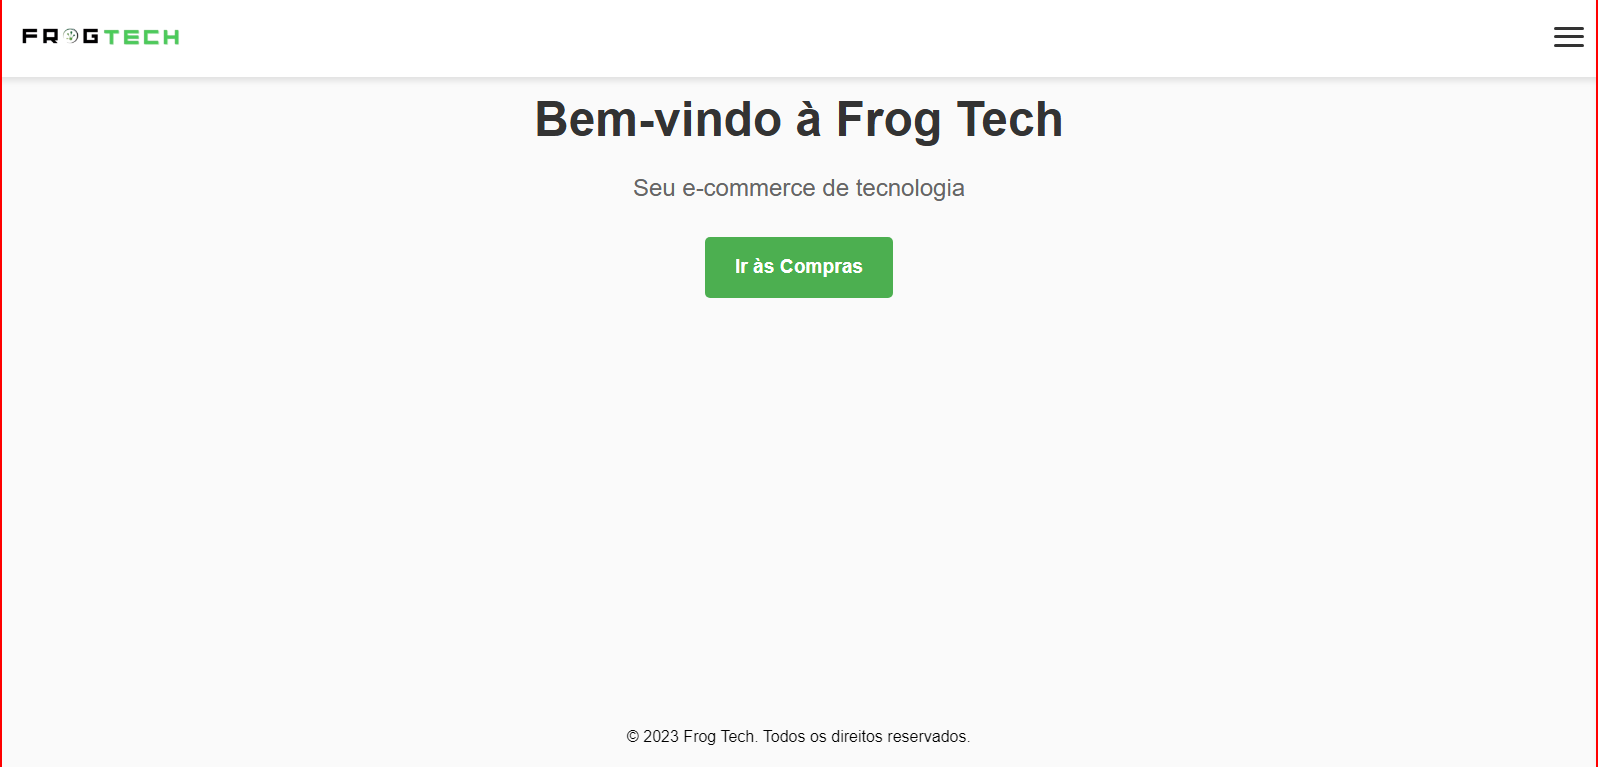 FROGTECH
Bem-vindo à Frog Tech
Seu e-commerce de tecnologia
Ir às Compras
© 2023 Frog Tech. Todos os direitos reservados.